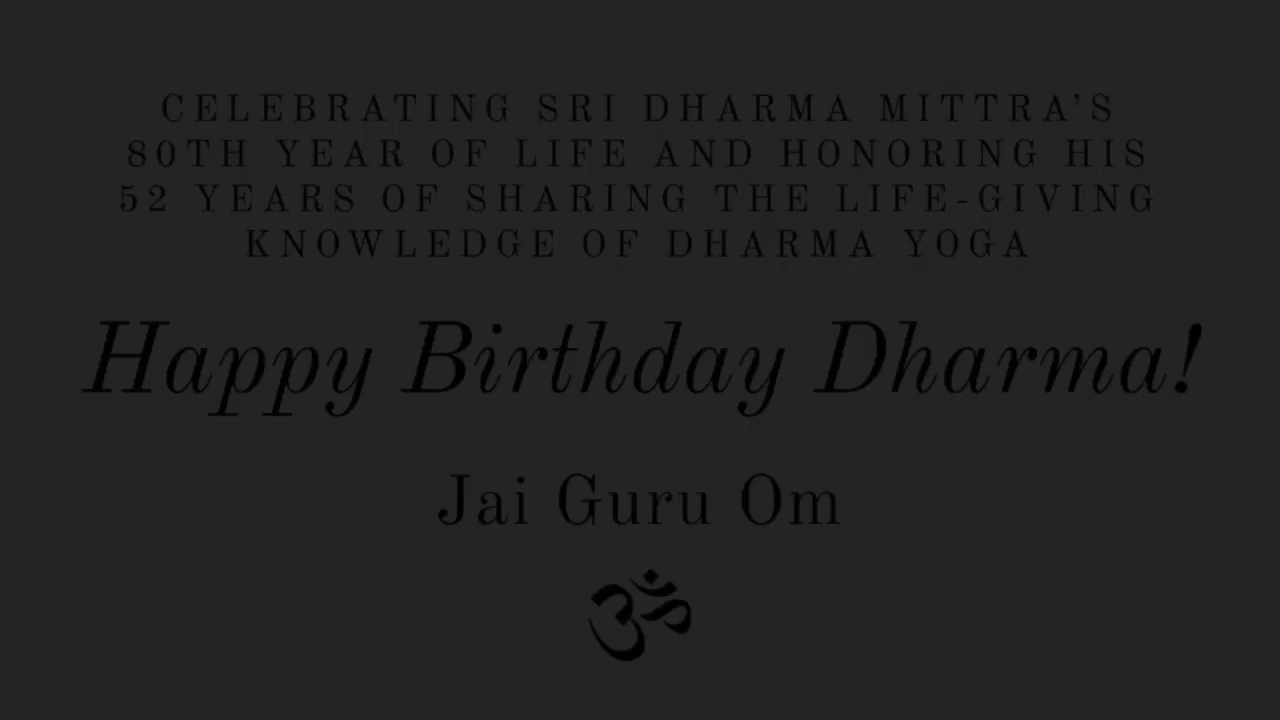 CELEBRATING SRI DHARMA MITTRA'S
80TH YEAR OF LIFE AND HONORING HIS
52 YEARS OF SHARING THE LIFE-GIVING
KNOWLEDGE OF DHARMA YOGA
Happy Birthday Dharma!
Jai Guru Om
ॐ